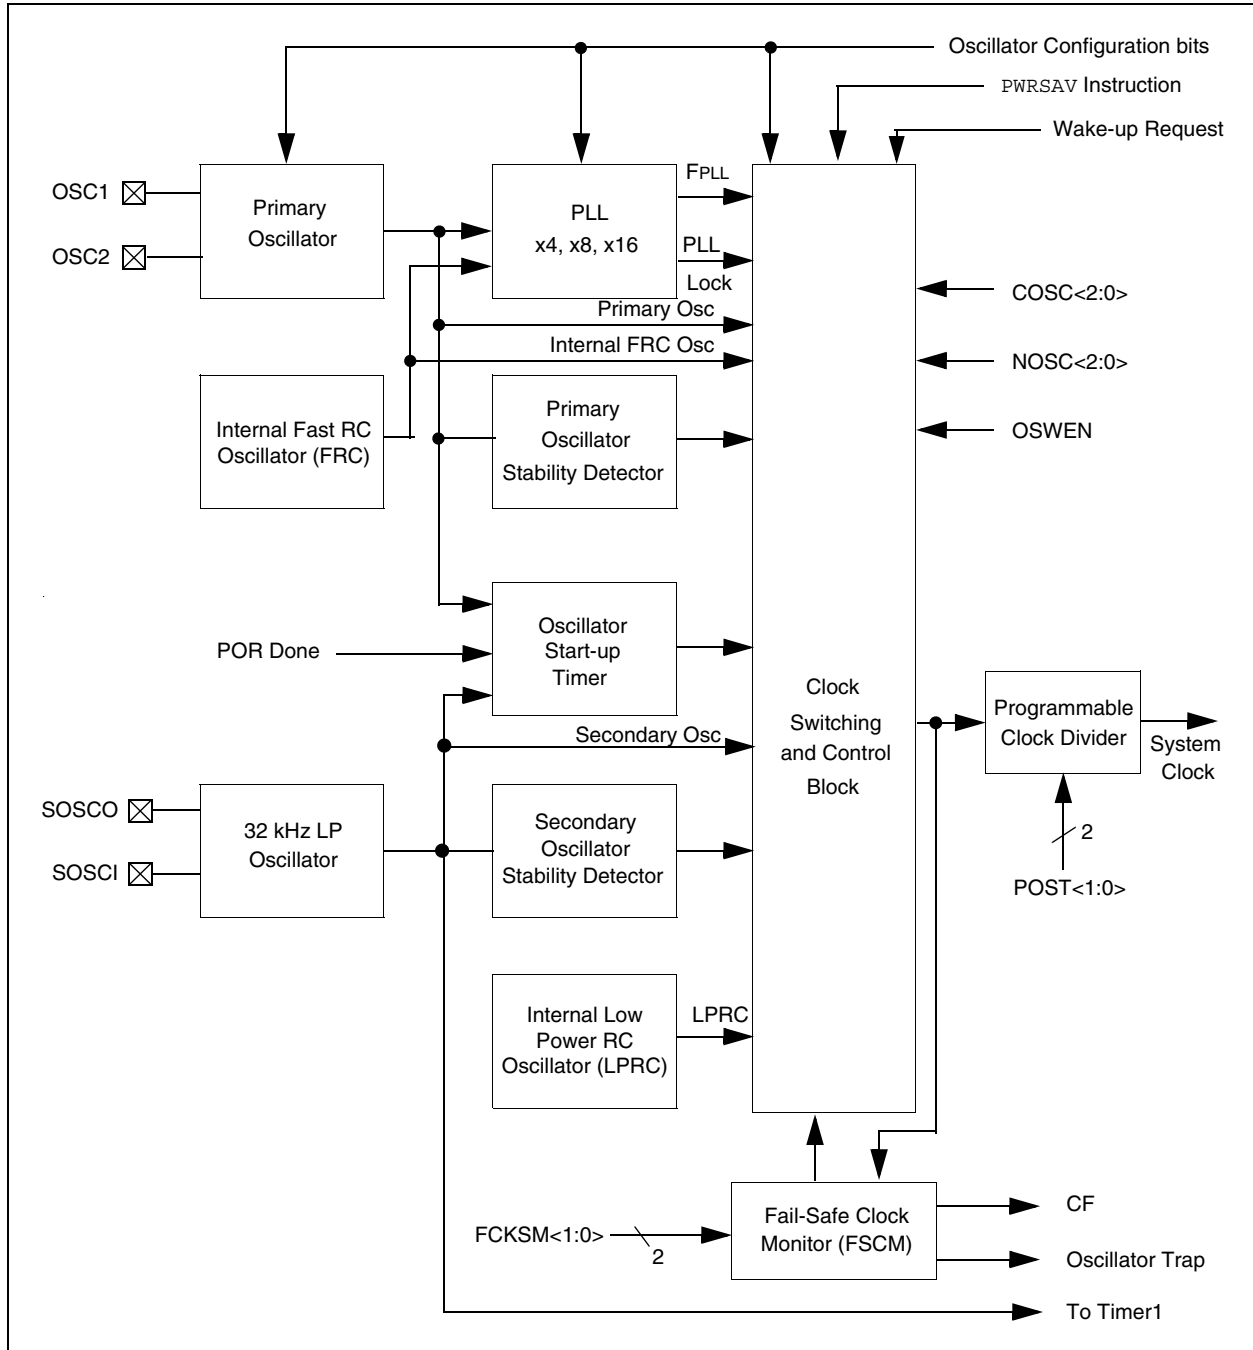 Oscillator Configuration bits
PWRSAV Instruction
Wake-up Request
OSC1
OSC2
Primary
Oscillator
PLL
x4, x8, x16
FPLL
PLL
Lock
Primary Osc
Internal FRC Osc
COSC<2:0>
NOSC<2:0>
OSWEN
Internal Fast RC
Oscillator (FRC)
Primary
Oscillator
Stability Detector
POR Done
Oscillator
Start-up
Timer
Clock
Switching
and Control
Block
Programmable
Clock Divider
System
Clock
2
POST<1:0>
Secondary Osc
SOSCO
SOSCI
32 kHz LP
Oscillator
Secondary
Oscillator
Stability Detector
Internal Low
Power RC
Oscillator (LPRC)
LPRC
FCKSM<1:0>
2
Fail-Safe Clock
Monitor (FSCM)
CF
Oscillator Trap
To Timer1